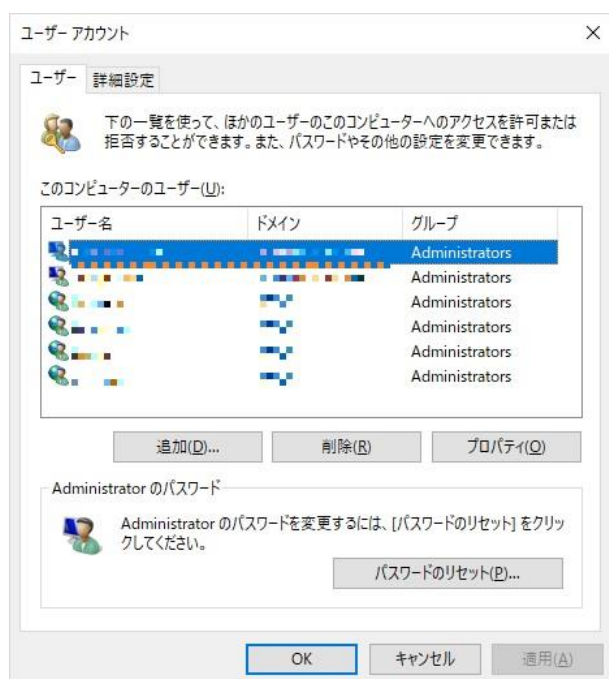 ユーザー アカウント
ユーザー 詳細設定
下の一覧を使って、ほかのユーザーのこのコンピューターへのアクセスを許可または
拒否することができます。また、パスワードやその他の設定を変更できます。
このコンピューターのユーザー(U):
ユーザー名 ドメイン グループ
Administrators
Administrators
Administrators
Administrators
Administrators
Administrators
追加(D)... 削除(R) プロパティ(O)
Administrator のパスワード
Administrator のパスワードを変更するには、[パスワードのリセット] をクリッ
クしてください。
パスワードのリセット(P)...
OK キャンセル 適用(A)